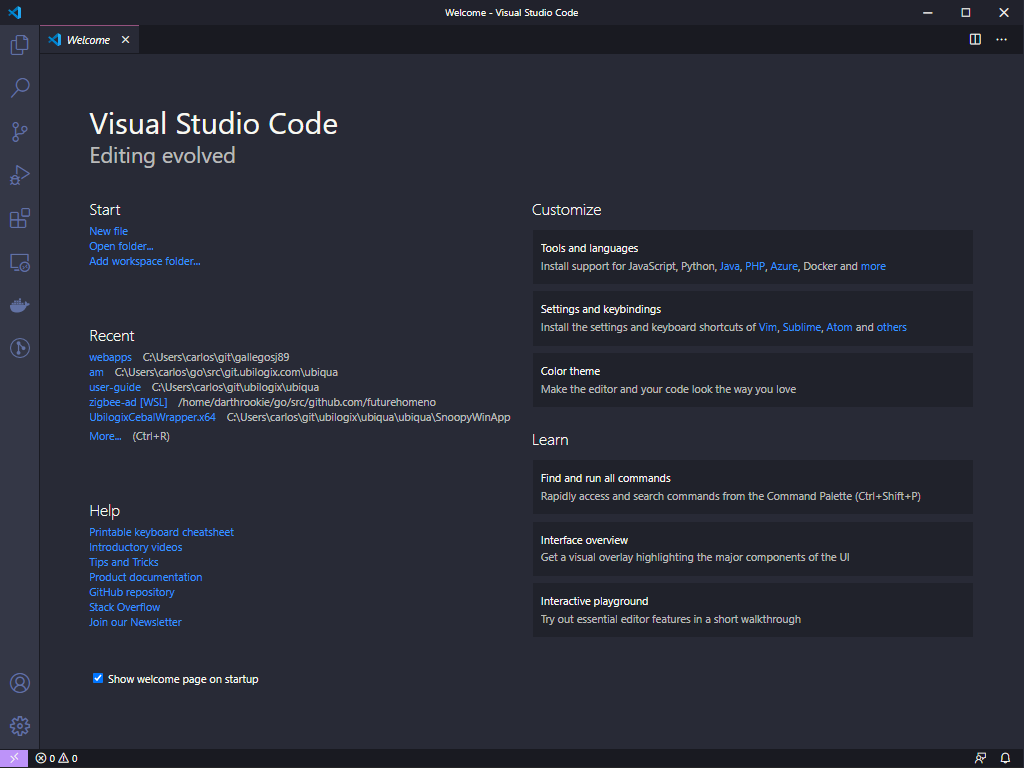 Welcome - Visual Studio Code
Welcome
Visual Studio Code
Editing evolved
Start
New file
Open folder...
Add workspace folder...
Recent
webapps C:\Users\carlos\git\gallegosj89
am C:\Users\carlos\go\src\git.ubilogix.com\ubiqua
user-guide C:\Users\carlos\git\ubilogix\ubiqua
zigbee-ad [WSL] /home/darthrookie/go/src/github.com/futurehomeno
UbilogixCebalWrapper.x64 C:\Users\carlos\git\ubilogix\ubiqua\ubiqua\SnoopyWinApp
More... (Ctrl+R)
Help
Printable keyboard cheatsheet
Introductory videos
Tips and Tricks
Product documentation
GitHub repository
Stack Overflow
Join our Newsletter
Show welcome page on startup
Customize
Tools and languages
Install support for JavaScript, Python, Java, PHP, Azure, Docker and more
Settings and keybindings
Install the settings and keyboard shortcuts of Vim, Sublime, Atom and others
Color theme
Make the editor and your code look the way you love
Learn
Find and run all commands
Rapidly access and search commands from the Command Palette (Ctrl+Shift+P)
Interface overview
Get a visual overlay highlighting the major components of the UI
Interactive playground
Try out essential editor features in a short walkthrough
0 0